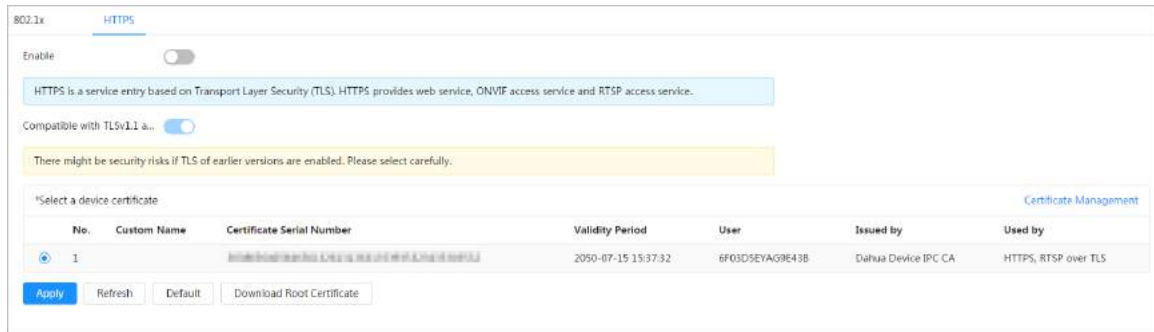 802.1x HTTPS
Enable
HTTPS is a service entry based on Transport Layer Security (TLS). HTTPS provides web service, ONVIF access service and RTSP access service.
Compatible with TLSv1.1 a...
There might be security risks if TLS of earlier versions are enabled. Please select carefully.
*Select a device certificate Certificate Management
No. Custom Name Certificate Serial Number Validity Period User Issued by Used by
1 2050-07-15 15:37:32 6F03D5EYAG9E43B Dahua Device IPC CA HTTPS, RTSP over TLS
Apply Refresh Default Download Root Certificate